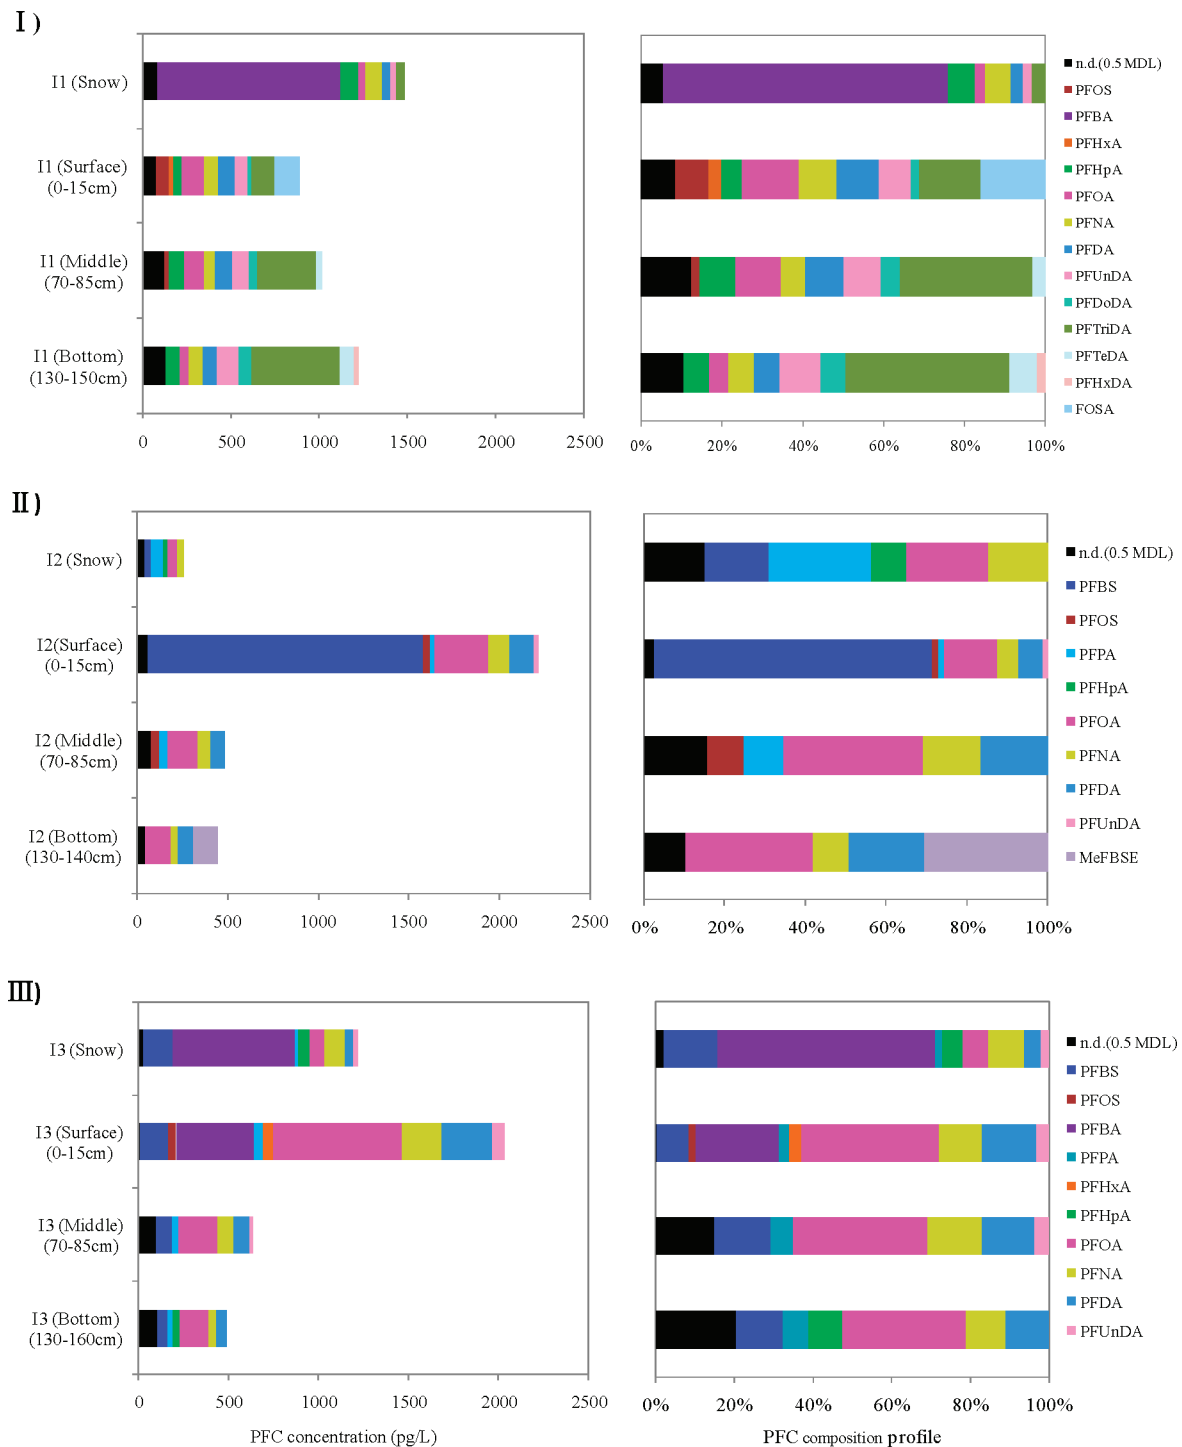 I)
I1 (Snow)
I1 (Surface)
(0-15cm)
I1 (Middle)
(70-85cm)
I1 (Bottom)
(130-150cm)
0 500 1000 1500 2000 2500
0% 20% 40% 60% 80% 100%
n.d.(0.5 MDL)
PFOS
PFBA
PFHxA
PFHpA
PFOA
PFNA
PFDA
PFUnDA
PFDoDA
PFTriDA
PFTeDA
PFHxDA
FOSA
II)
I2 (Snow)
I2(Surface)
(0-15cm)
I2 (Middle)
(70-85cm)
I2 (Bottom)
(130-140cm)
0 500 1000 1500 2000 2500
0% 20% 40% 60% 80% 100%
n.d.(0.5 MDL)
PFBS
PFOS
PFPA
PFHpA
PFOA
PFNA
PFDA
PFUnDA
MeFBSE
III)
I3 (Snow)
I3 (Surface)
(0-15cm)
I3 (Middle)
(70-85cm)
I3 (Bottom)
(130-160cm)
0 500 1000 1500 2000 2500
PFC concentration (pg/L)
0% 20% 40% 60% 80% 100%
PFC composition profile
n.d.(0.5 MDL)
PFBS
PFOS
PFBA
PFPA
PFHxA
PFHpA
PFOA
PFNA
PFDA
PFUnDA